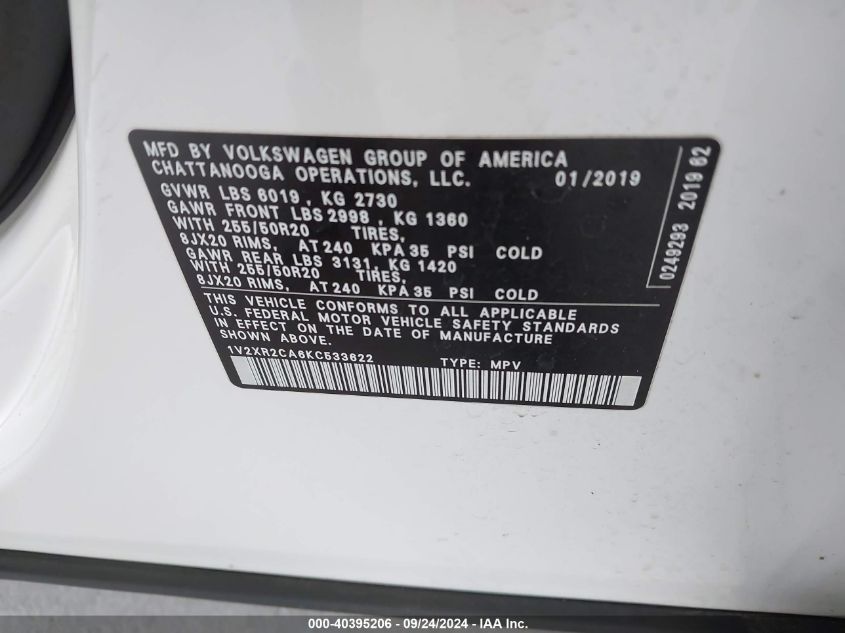 MFD BY VOLKSWAGEN GROUP OF AMERICA
CHATTANOOGA OPERATIONS, LLC. 01/2019
GVWR LBS 6019 , KG 2730
GAWR FRONT LBS 2998 , KG 1360
WITH 255/50R20 TIRES,
8JX20 RIMS, AT 240 KPA 35 PSI COLD
GAWR REAR LBS 3131, KG 1420
WITH 255/50R20 TIRES,
8JX20 RIMS, AT 240 KPA 35 PSI COLD
THIS VEHICLE CONFORMS TO ALL APPLICABLE
U.S. FEDERAL MOTOR VEHICLE SAFETY STANDARDS
IN EFFECT ON THE DATE OF MANUFACTURE
SHOWN ABOVE.
1V2XR2CA6KC533622 TYPE: MPV
0249293 2019 62
000-40395206 - 09/24/2024 - IAA Inc.